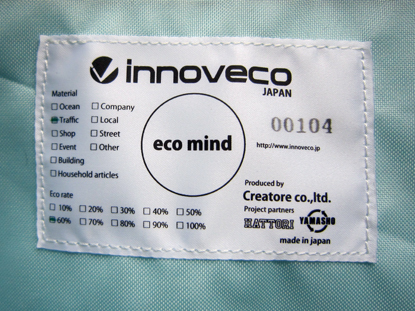 innoveco
JAPAN
Material
Ocean Company
Traffic Local
Shop Street
Event Other
Building
Household articles
eco mind
00104
http://www.innoveco.jp
Eco rate
10% 20% 30% 40% 50%
60% 70% 80% 90% 100%
Produced by
Creatore co.,ltd.
Project partners
HATTORI YAMASHO
made in japan